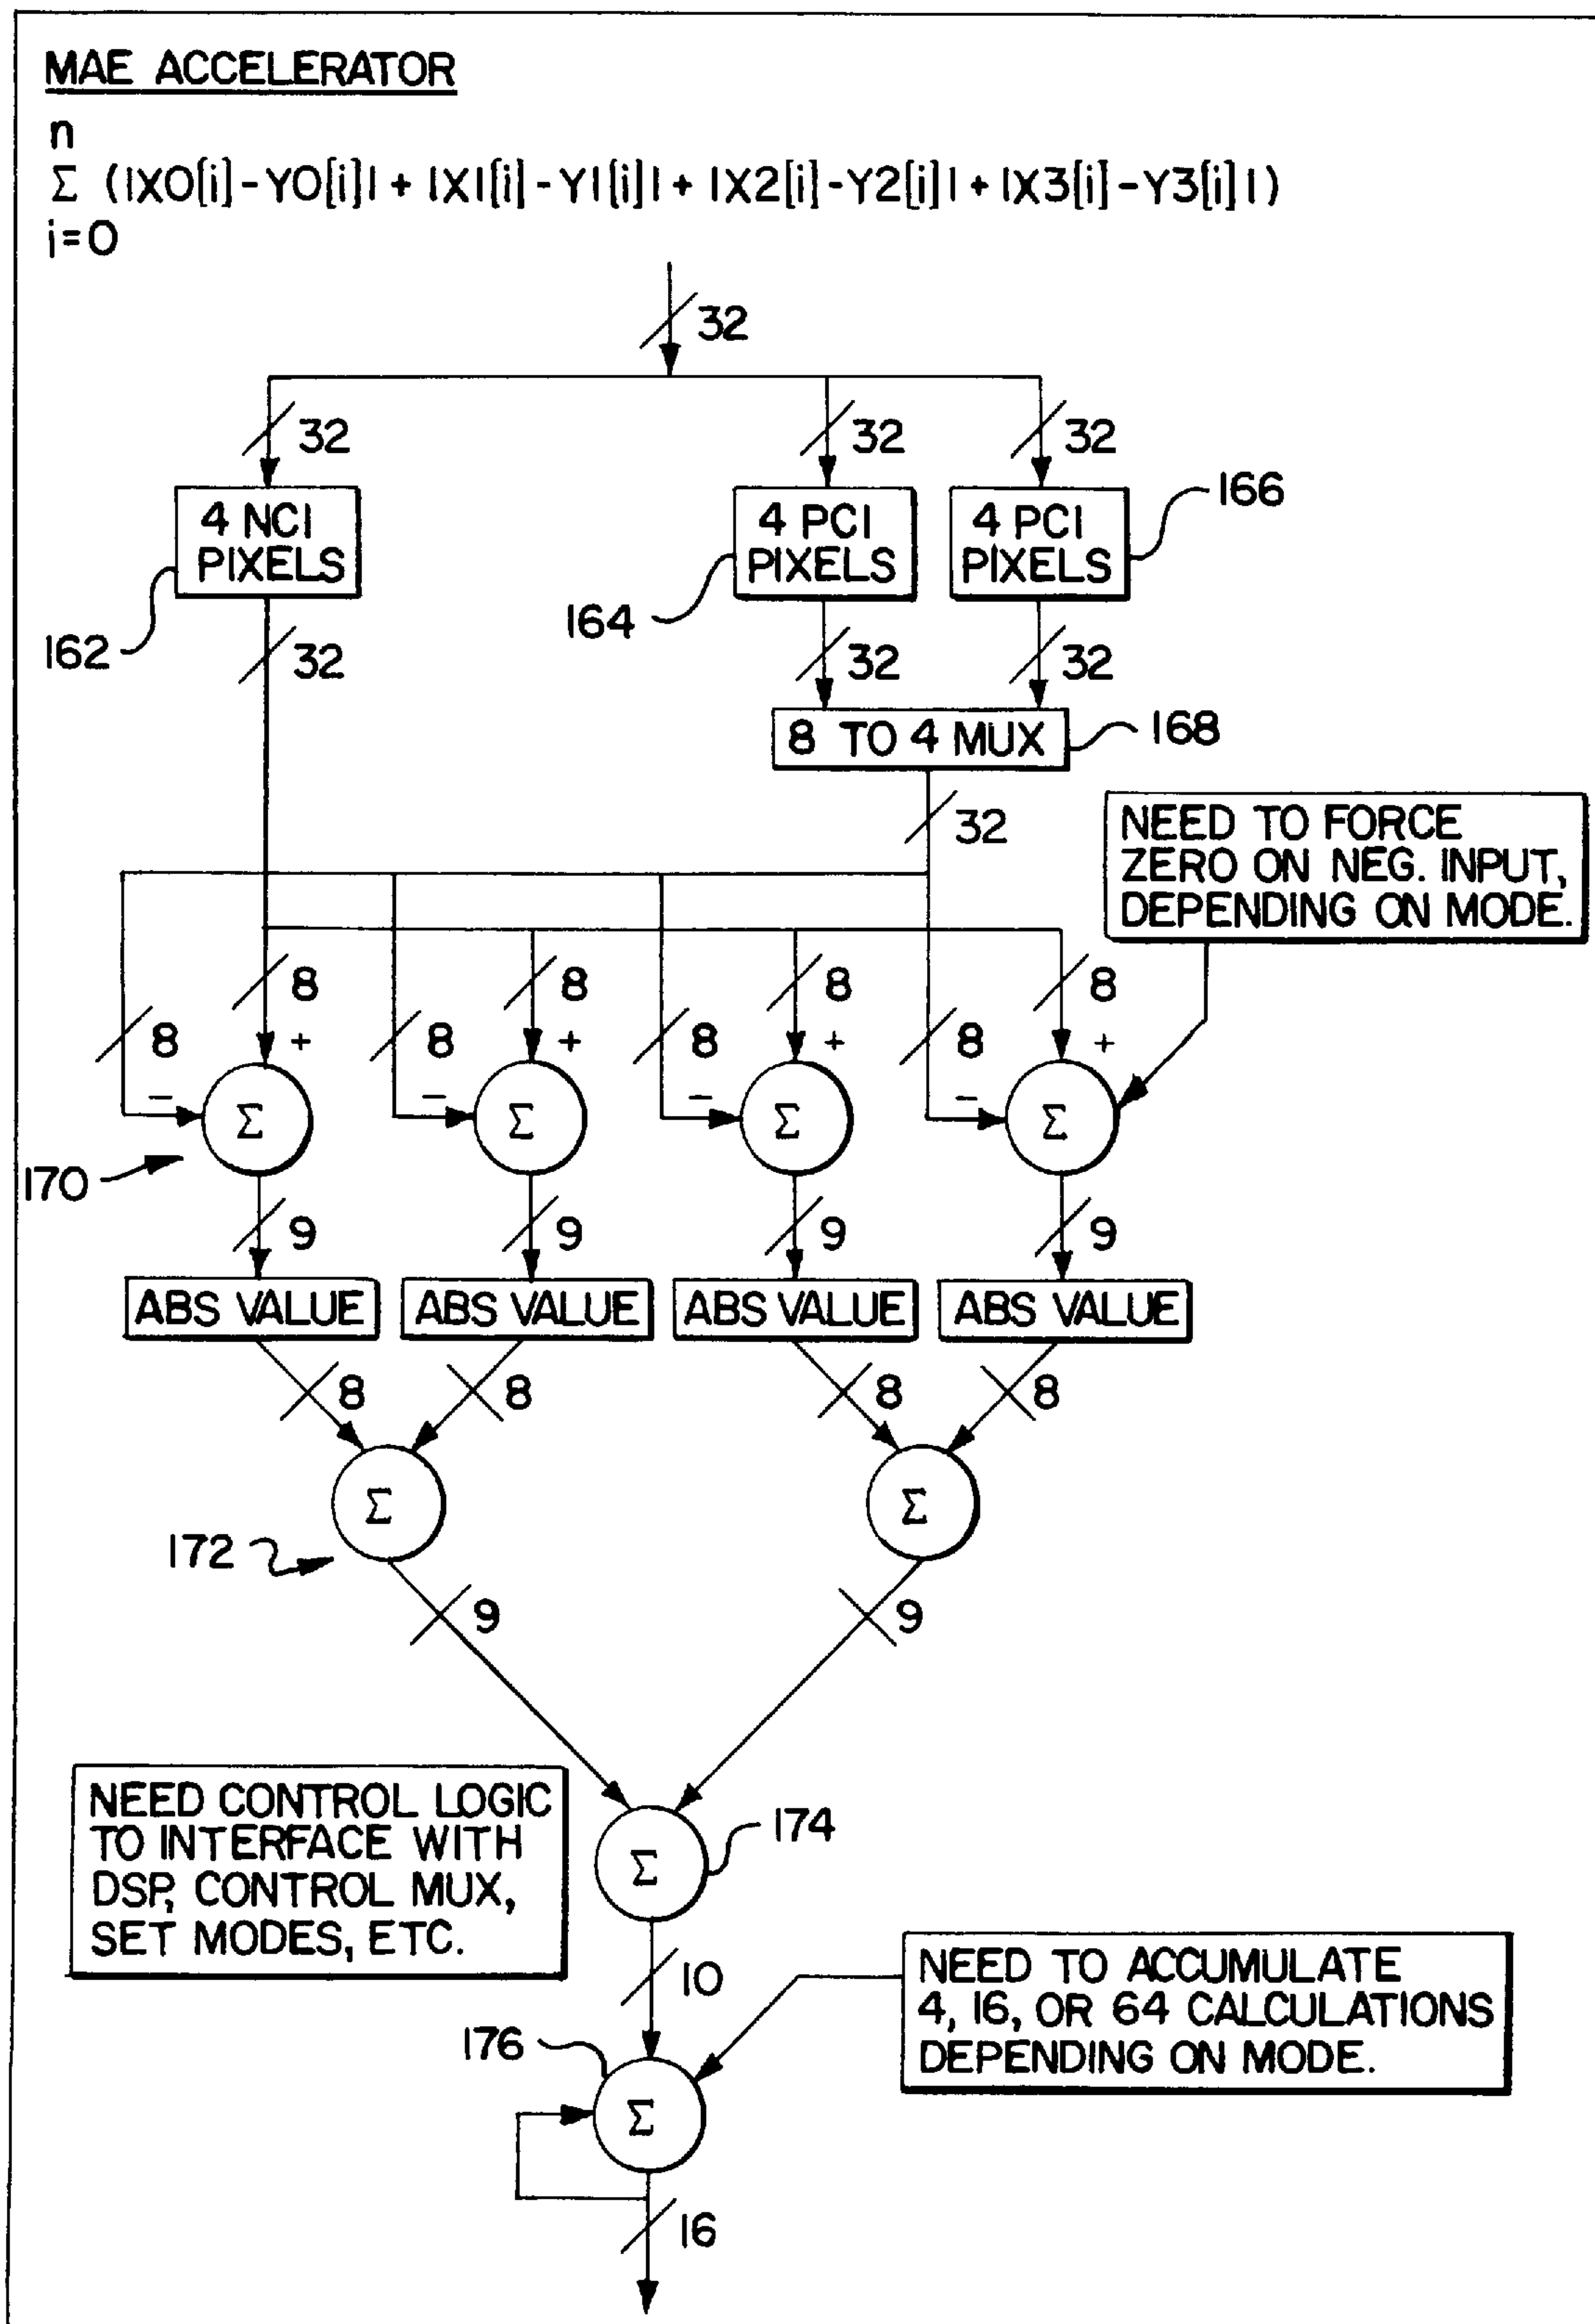 MAE ACCELERATOR
n
Σ (|X0[i]-Y0[i]| + |X1[i]-Y1[i]| + |X2[i]-Y2[i]| + |X3[i]-Y3[i]|)
i=0
32
32
32
32
4 NCI
PIXELS
4 PCI
PIXELS
4 PCI
PIXELS
166
164
162
32
32
32
8 TO 4 MUX
168
32
NEED TO FORCE
ZERO ON NEG. INPUT,
DEPENDING ON MODE.
8
8
8
8
8
8
8
8
+
+
+
+
-
-
-
-
Σ
Σ
Σ
Σ
170
9
9
9
9
ABS VALUE
ABS VALUE
ABS VALUE
ABS VALUE
8
8
8
8
Σ
Σ
172
9
9
NEED CONTROL LOGIC
TO INTERFACE WITH
DSP, CONTROL MUX,
SET MODES, ETC.
Σ
174
10
NEED TO ACCUMULATE
4, 16, OR 64 CALCULATIONS
DEPENDING ON MODE.
176
Σ
16